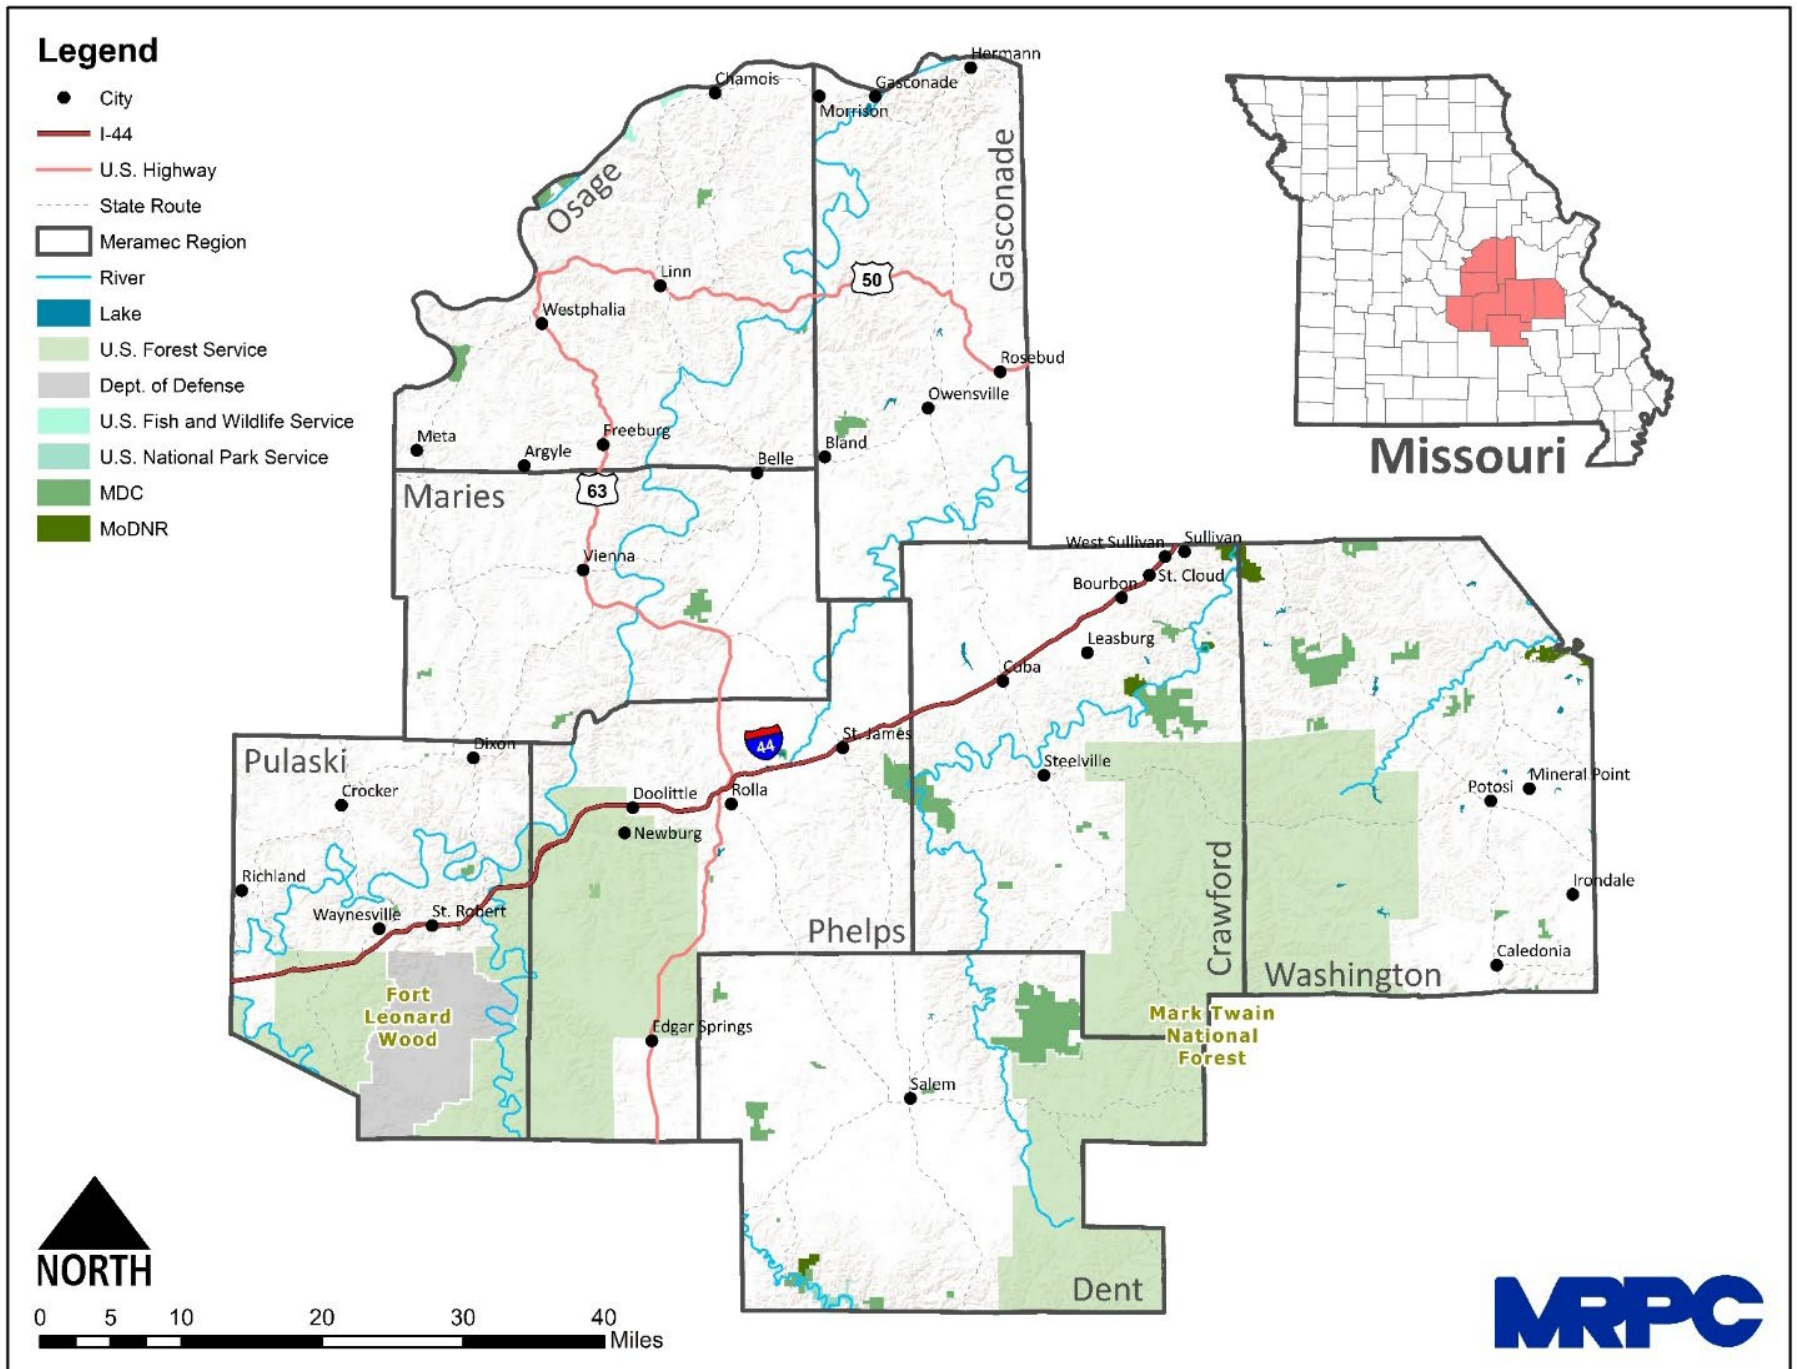 Legend
City
I-44
U.S. Highway
State Route
Meramec Region
River
Lake
U.S. Forest Service
Dept. of Defense
U.S. Fish and Wildlife Service
U.S. National Park Service
MDC
MoDNR
Hermann
Chamois
Gasconade
Morrison
Osage
Gasconade
Linn
50
Westphalia
Rosebud
Owensville
Meta
Argyle
Freeburg
Belle
Bland
Maries
63
Vienna
Missouri
West Sullivan
Sullivan
Bourbon
St. Cloud
Leasburg
Cuba
Pulaski
Dixon
44
St. James
Crocker
Doolittle
Rolla
Newburg
Steelville
Potosi
Mineral Point
Richland
Waynesville
St. Robert
Phelps
Crawford
Irondale
Caledonia
Washington
Fort
Leonard
Wood
Edgar Springs
Mark Twain
National
Forest
Salem
Dent
NORTH
0 5 10 20 30 40
Miles
MRPC